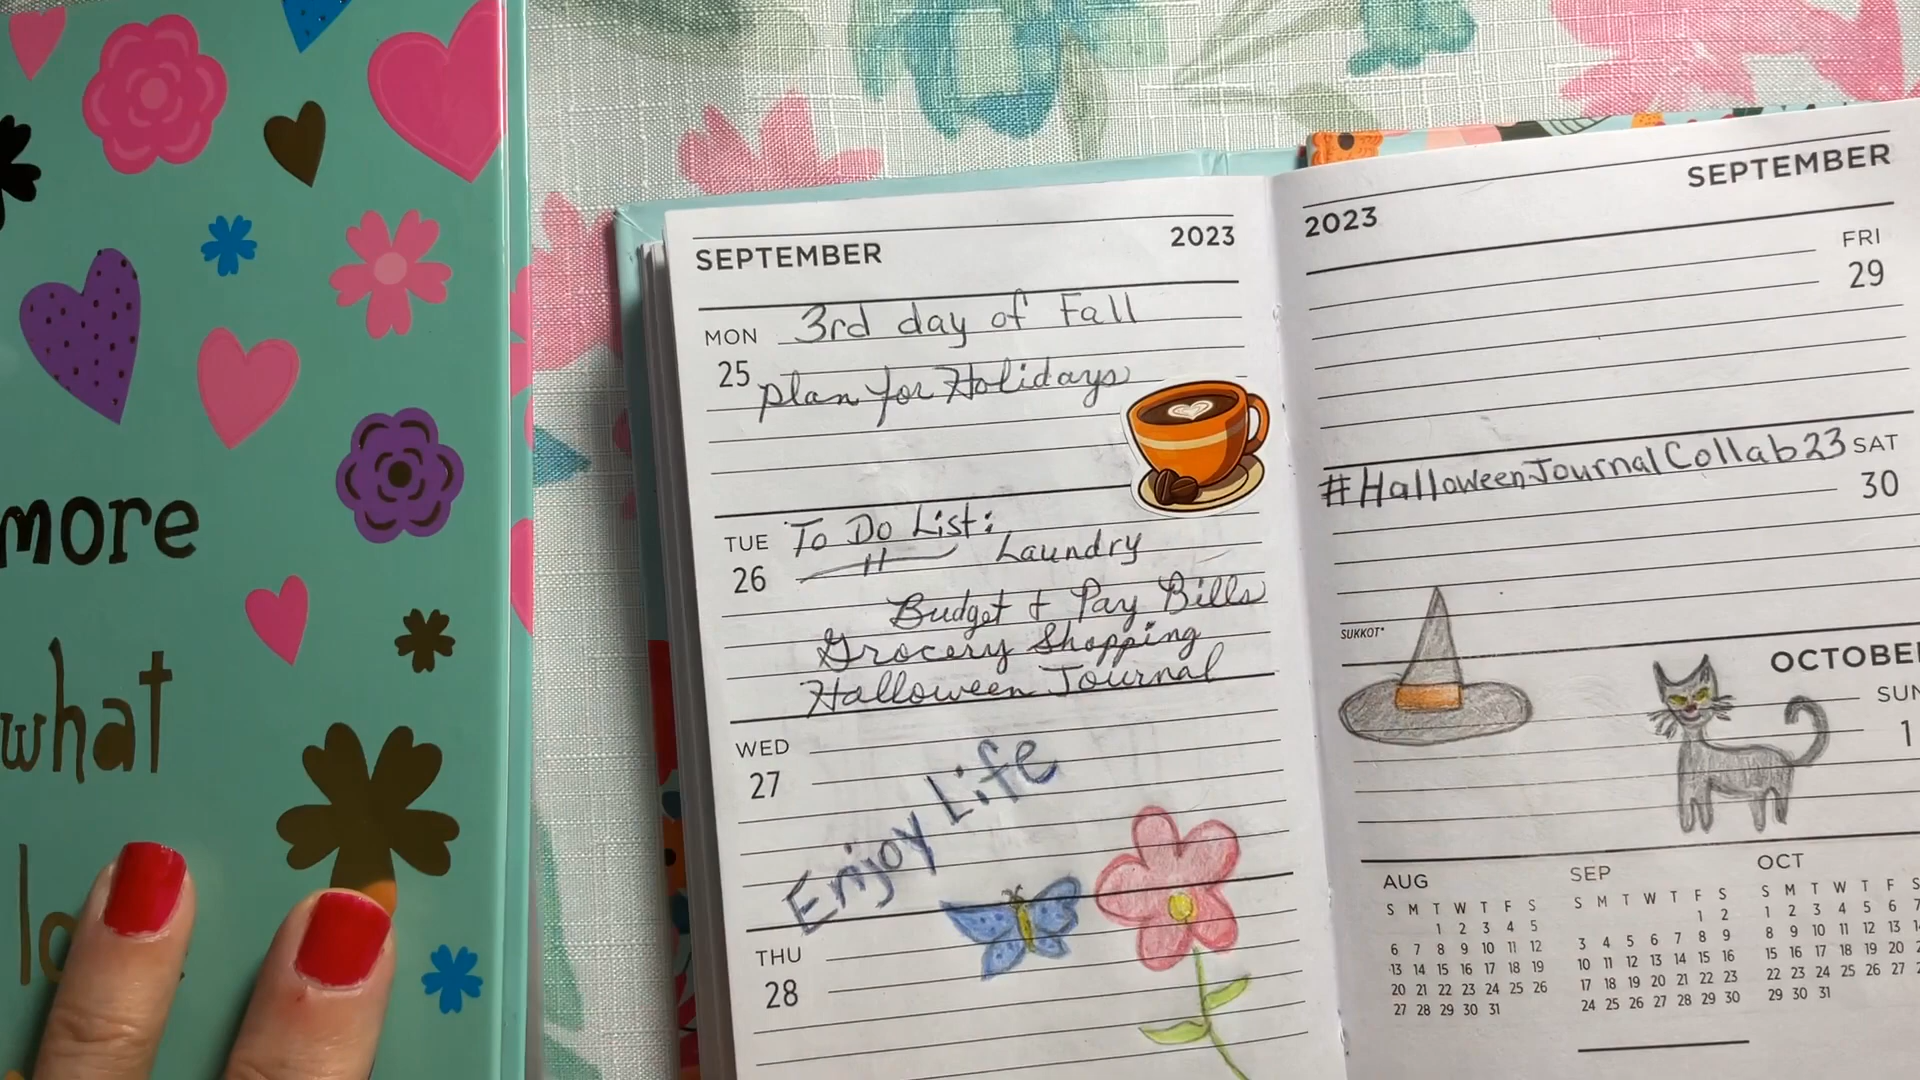 more
what
SEPTEMBER 2023
MON 3rd day of Fall
25 plan for Holidays
TUE To Do List:
26 Laundry
Budget + Pay Bills
Grocery Shopping
Halloween Journal
WED
27
Enjoy Life
THU
28
2023 SEPTEMBER
FRI
29
#HalloweenJournalCollab23 SAT
30
SUKKOT*
SUN
1
AUG
S M T W T F S
1 2 3 4 5
6 7 8 9 10 11 12
13 14 15 16 17 18 19
20 21 22 23 24 25 26
27 28 29 30 31
SEP
S M T W T F S
1 2
3 4 5 6 7 8 9
10 11 12 13 14 15 16
17 18 19 20 21 22 23
24 25 26 27 28 29 30
OCT
S M T W T F S
1 2 3 4 5 6 7
8 9 10 11 12 13
15 16 17 18 19 20
22 23 24 25 26 27
29 30 31